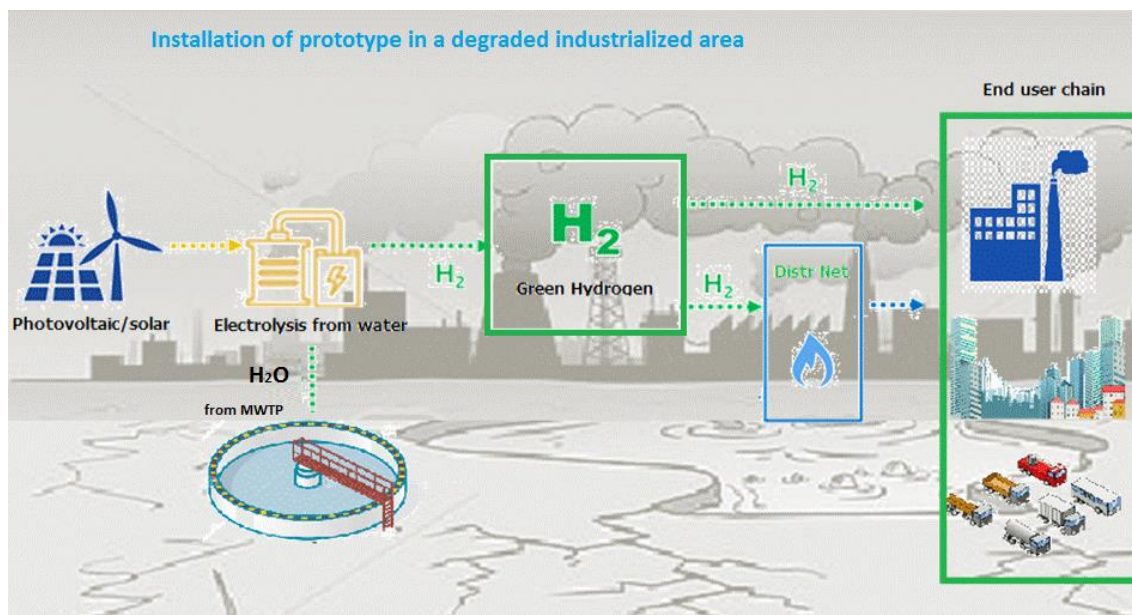 Installation of prototype in a degraded industrialized area
End user chain
H₂
H₂
Green Hydrogen
H₂
H₂
Distr Net
Photovoltaic/solar
Electrolysis from water
H₂O
from MWTP